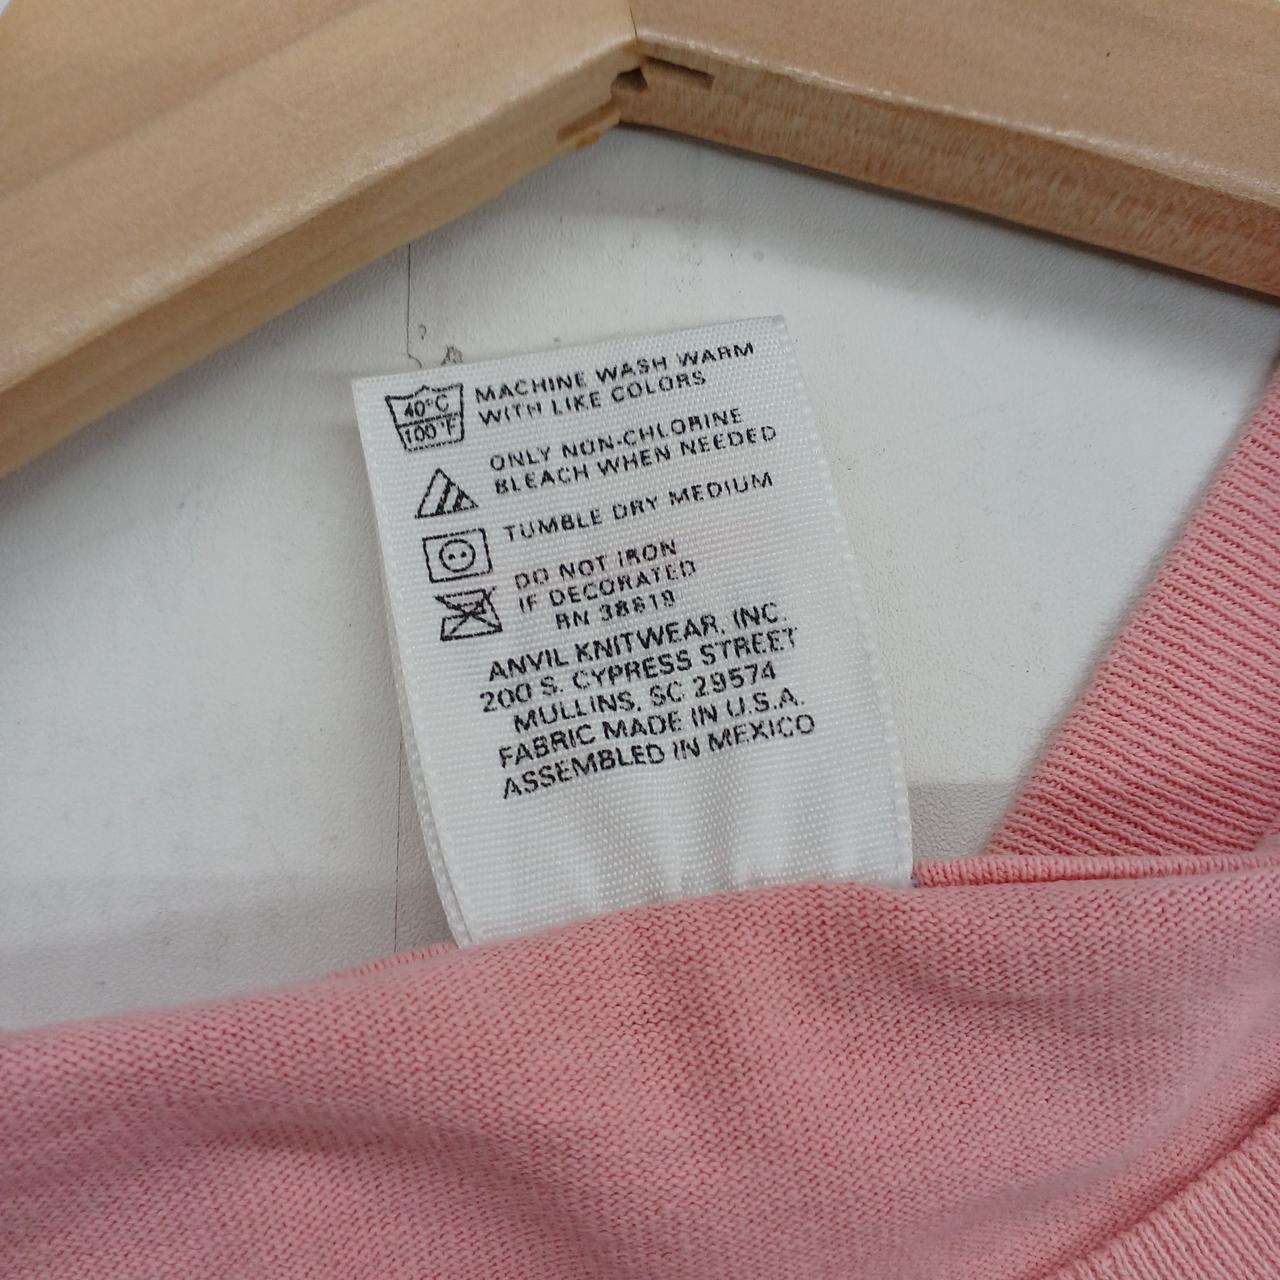 40°C
100°F
MACHINE WASH WARM
WITH LIKE COLORS
ONLY NON-CHLORINE
BLEACH WHEN NEEDED
TUMBLE DRY MEDIUM
DO NOT IRON
IF DECORATED
RN 38619
ANVIL KNITWEAR, INC.
200 S. CYPRESS STREET
MULLINS, SC 29574
FABRIC MADE IN U.S.A.
ASSEMBLED IN MEXICO